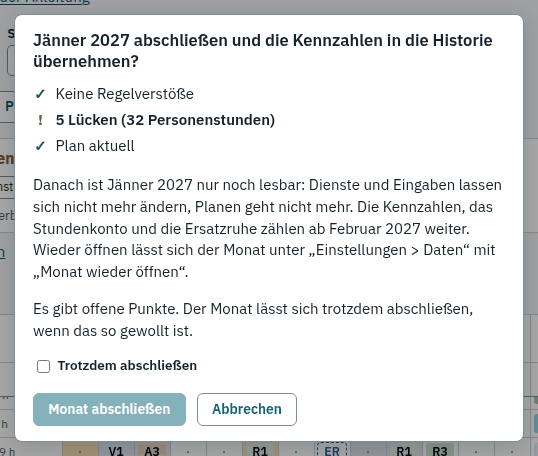 der Anleitung
S
Jänner 2027 abschließen und die Kennzahlen in die Historie
übernehmen?
✓ Keine Regelverstöße
! 5 Lücken (32 Personenstunden)
✓ Plan aktuell
Danach ist Jänner 2027 nur noch lesbar: Dienste und Eingaben lassen
sich nicht mehr ändern, Planen geht nicht mehr. Die Kennzahlen, das
Stundenkonto und die Ersatzruhe zählen ab Februar 2027 weiter.
Wieder öffnen lässt sich der Monat unter „Einstellungen > Daten“ mit
„Monat wieder öffnen“.
Es gibt offene Punkte. Der Monat lässt sich trotzdem abschließen,
wenn das so gewollt ist.
Trotzdem abschließen
Monat abschließen Abbrechen
h
9 h · V1 A3 · · R1 · ER · R1 R3 · ·